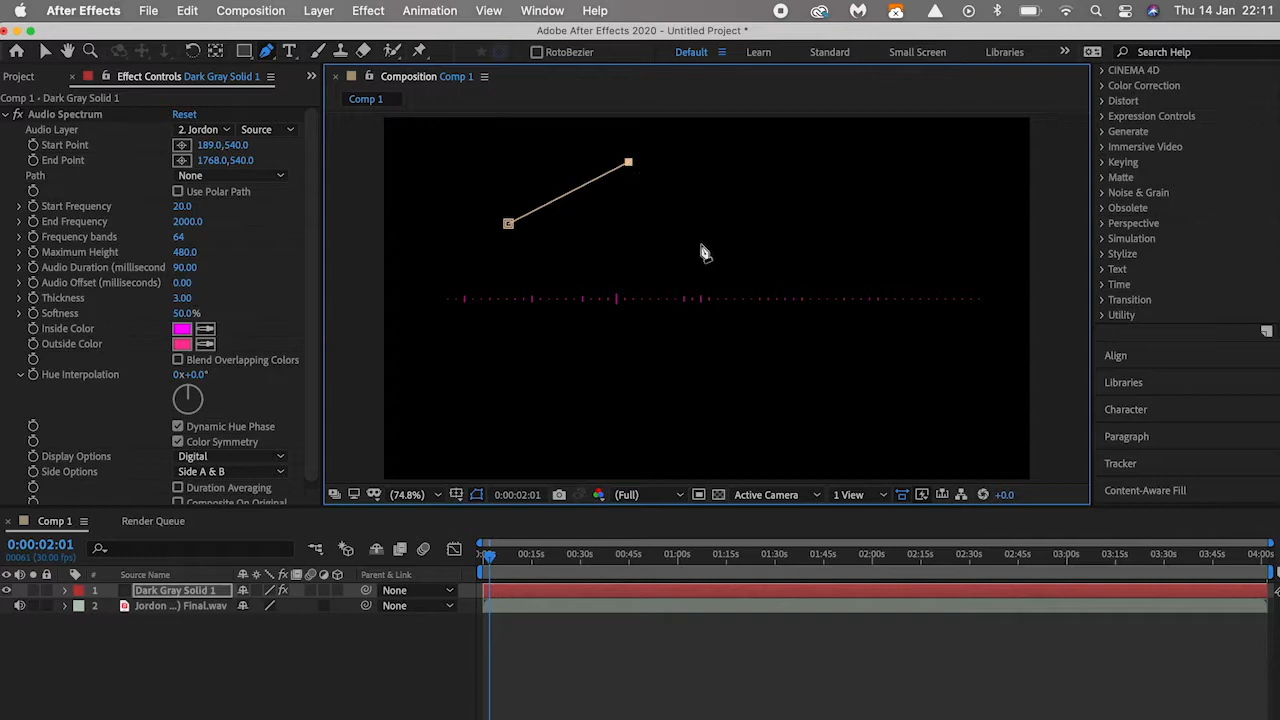 After Effects File Edit Composition Layer Effect Animation View Window Help Thu 14 Jan 22:11
Adobe After Effects 2020 - Untitled Project *
RotoBezier Default Learn Standard Small Screen Libraries Search Help
Project Effect Controls Dark Gray Solid 1
Comp 1 • Dark Gray Solid 1
Audio Spectrum Reset
Audio Layer 2. Jordon Source
Start Point 189.0,540.0
End Point 1768.0,540.0
Path None
Use Polar Path
Start Frequency 20.0
End Frequency 2000.0
Frequency bands 64
Maximum Height 480.0
Audio Duration (millisecond 90.00
Audio Offset (milliseconds) 0.00
Thickness 3.00
Softness 50.0%
Inside Color
Outside Color
Blend Overlapping Colors
Hue Interpolation 0x+0.0°
Dynamic Hue Phase
Color Symmetry
Display Options Digital
Side Options Side A & B
Duration Averaging
Composite On Original
Composition Comp 1
Comp 1
(74.8%) 0:00:02:01 (Full) Active Camera 1 View +0.0
CINEMA 4D
Color Correction
Distort
Expression Controls
Generate
Immersive Video
Keying
Matte
Noise & Grain
Obsolete
Perspective
Simulation
Stylize
Text
Time
Transition
Utility
Align
Libraries
Character
Paragraph
Tracker
Content-Aware Fill
Comp 1 Render Queue
0:00:02:01
00061 (30.00 fps)
00:15s 00:30s 00:45s 01:00s 01:15s 01:30s 01:45s 02:00s 02:15s 02:30s 02:45s 03:00s 03:15s 03:30s 03:45s 04:00s
# Source Name Parent & Link
1 Dark Gray Solid 1 None
2 Jordon ...) Final.wav None